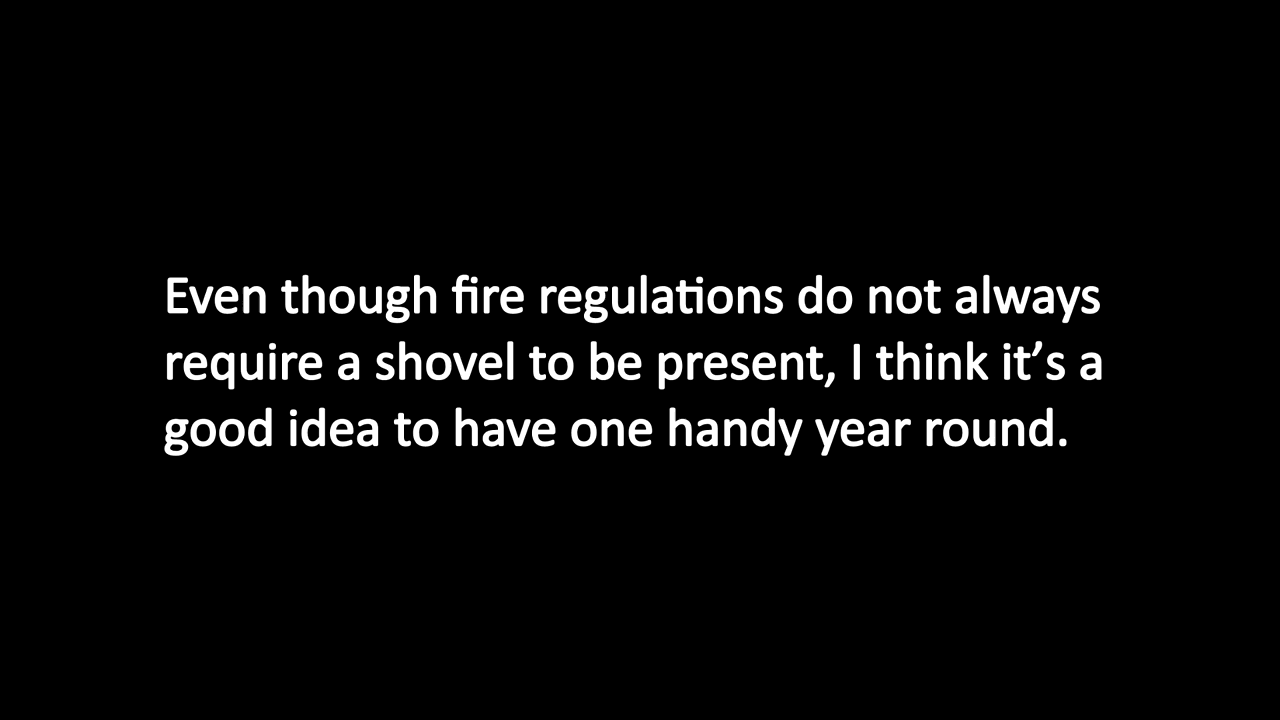 Even though fire regulations do not always
require a shovel to be present, I think it’s a
good idea to have one handy year round.